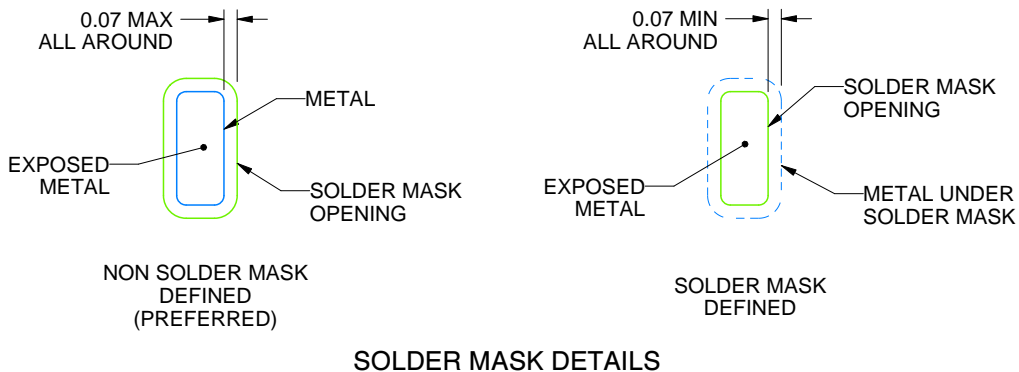 0.07 MAX
ALL AROUND
METAL
EXPOSED
METAL
SOLDER MASK
OPENING
NON SOLDER MASK
DEFINED
(PREFERRED)
0.07 MIN
ALL AROUND
SOLDER MASK
OPENING
EXPOSED
METAL
METAL UNDER
SOLDER MASK
SOLDER MASK
DEFINED
SOLDER MASK DETAILS